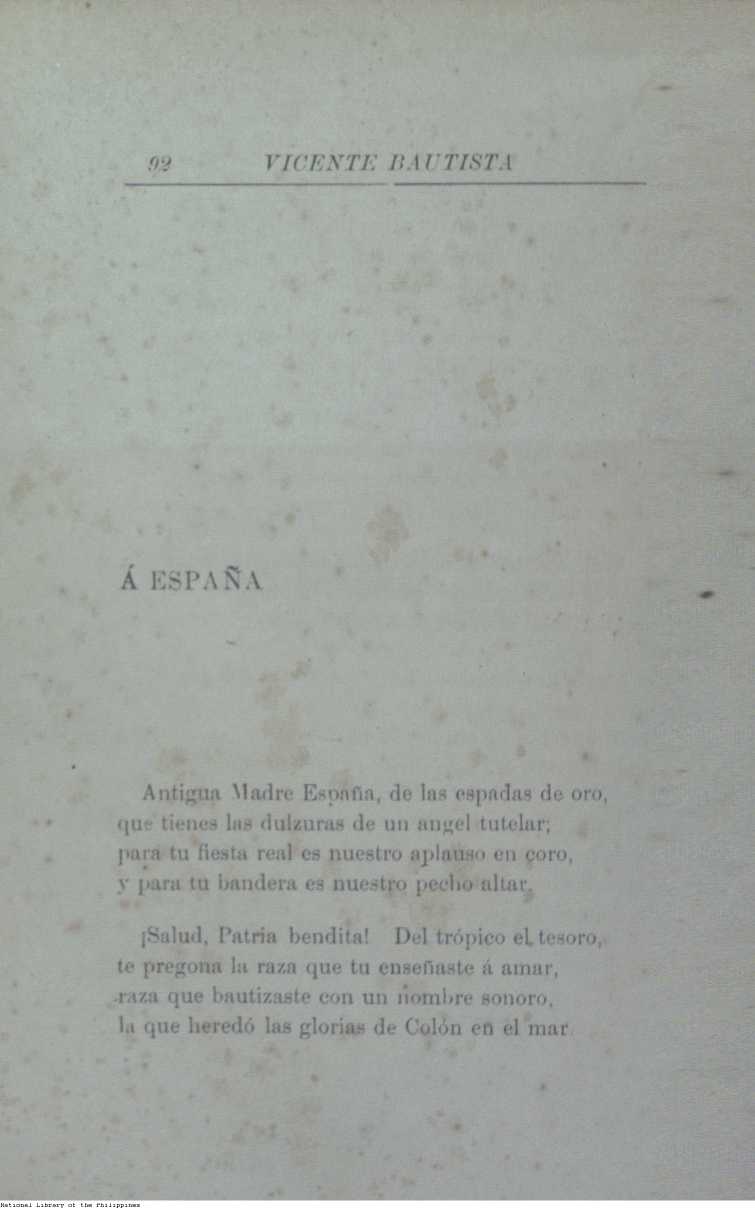 92 VICENTE BAUTISTA
Á ESPAÑA
Antigua Madre España, de las espadas de oro,
que tienes las dulzuras de un angel tutelar;
para tu fiesta real es nuestro aplauso en coro,
y para tu bandera es nuestro pecho altar.
¡Salud, Patria bendita! Del trópico el tesoro,
te pregona la raza que tu enseñaste á amar,
raza que bautizaste con un nombre sonoro,
la que heredó las glorias de Colón en el mar.
National Library of the Philippines